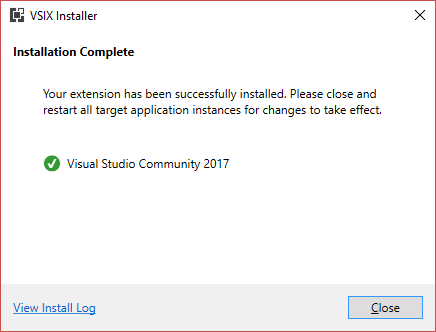 VSIX Installer
Installation Complete
Your extension has been successfully installed. Please close and
restart all target application instances for changes to take effect.
Visual Studio Community 2017
View Install Log
Close